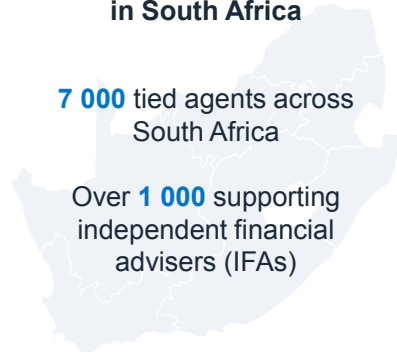 in South Africa
7 000 tied agents across
South Africa
Over 1 000 supporting
independent financial
advisers (IFAs)